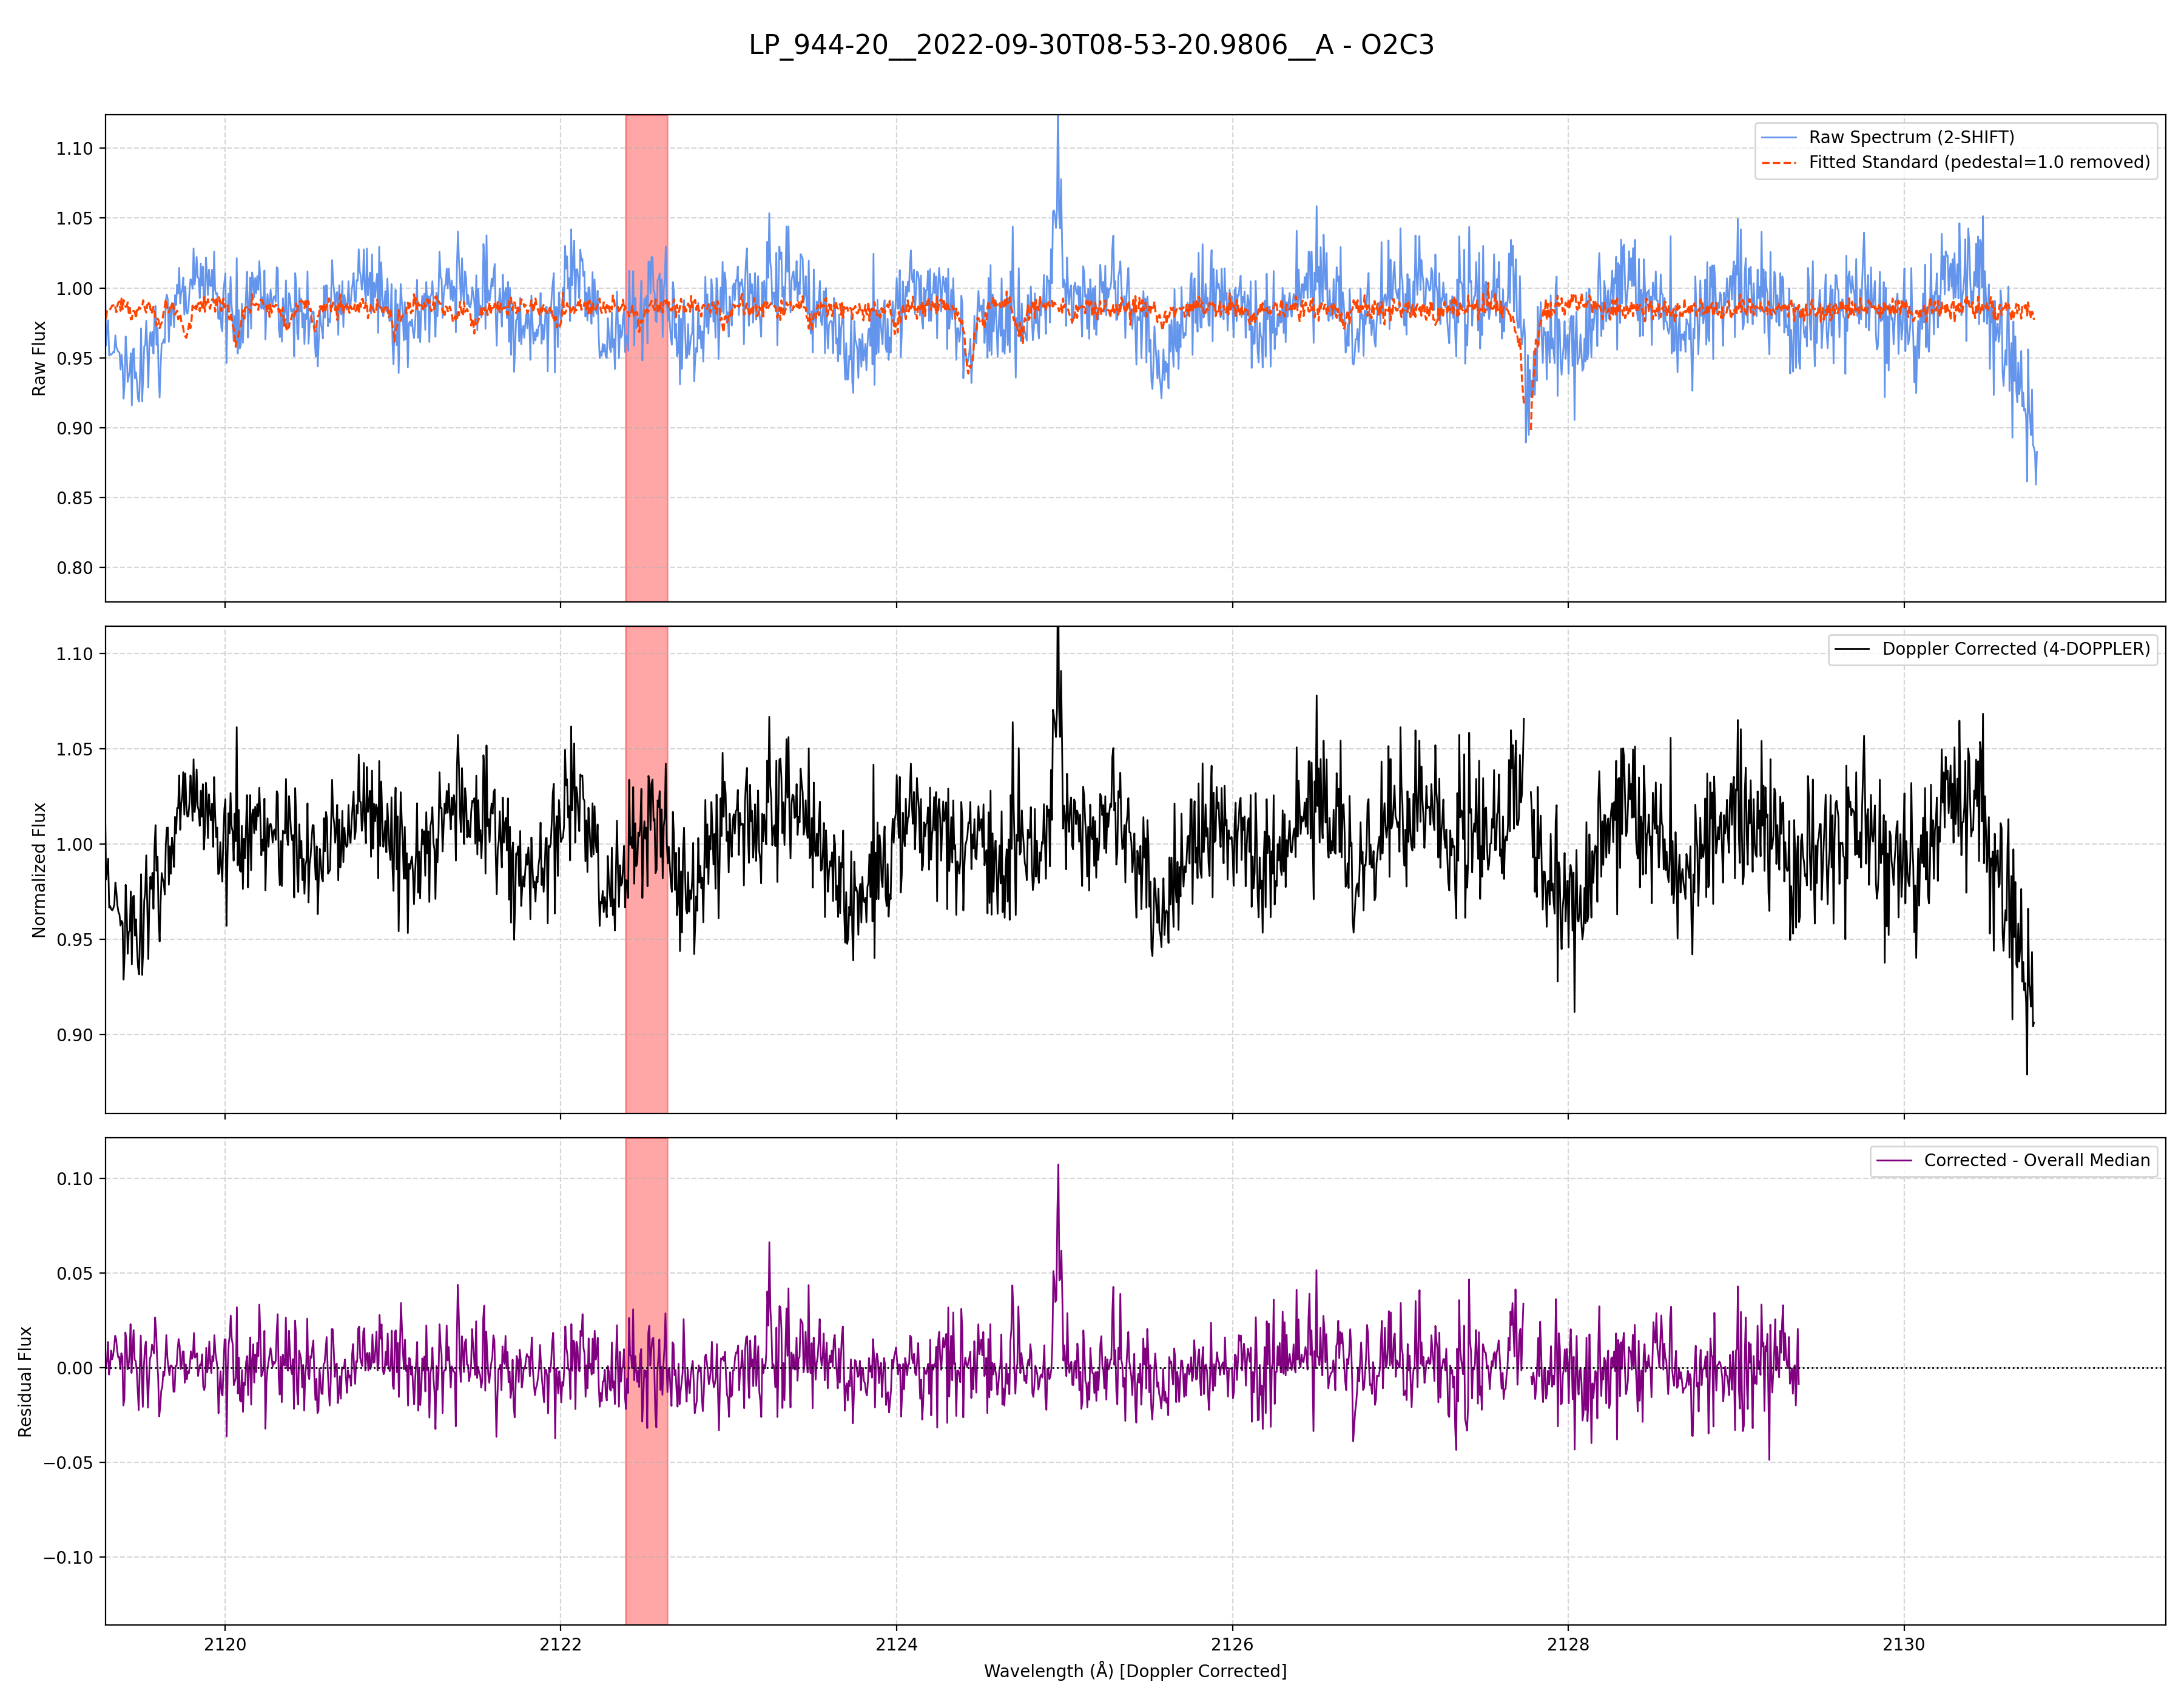 LP_944-20__2022-09-30T08-53-20.9806__A - O2C3
Raw Flux
1.10
1.05
1.00
0.95
0.90
0.85
0.80
Raw Spectrum (2-SHIFT)
Fitted Standard (pedestal=1.0 removed)
Normalized Flux
1.10
1.05
1.00
0.95
0.90
Doppler Corrected (4-DOPPLER)
Residual Flux
0.10
0.05
0.00
−0.05
−0.10
Corrected - Overall Median
2120 2122 2124 2126 2128 2130
Wavelength (Å) [Doppler Corrected]